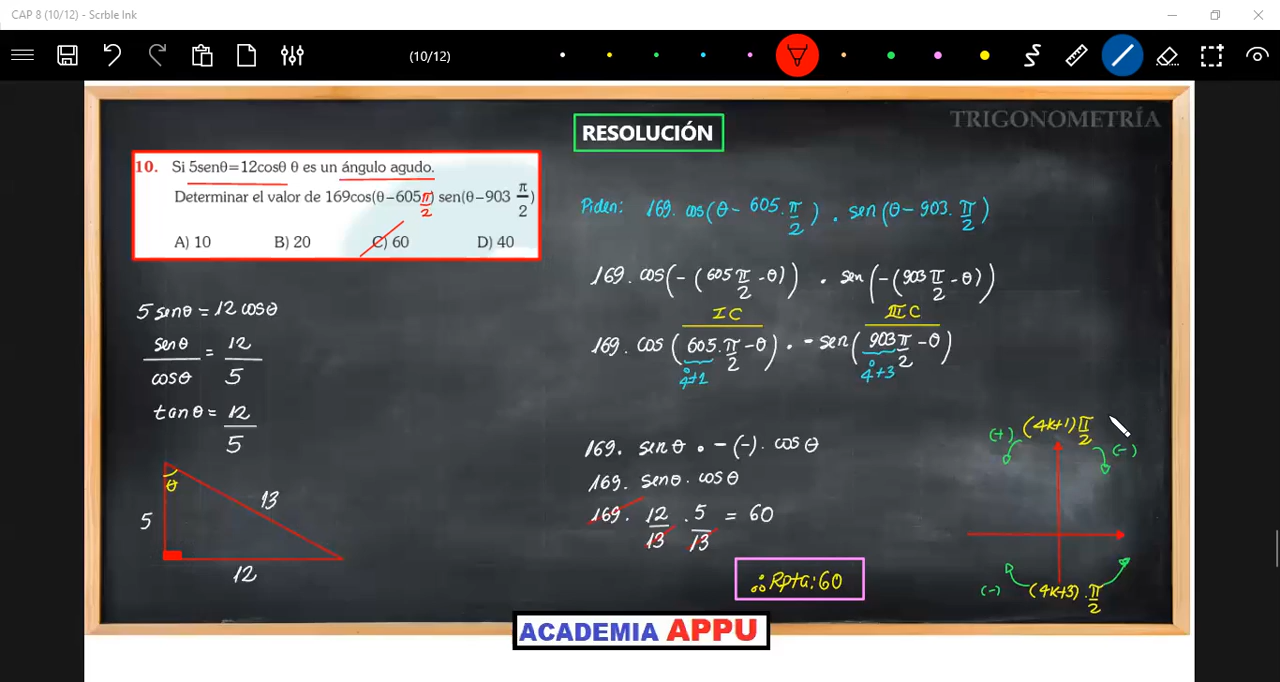 CAP 8 (10/12) - Scrble Ink
(10/12)
TRIGONOMETRÍA
RESOLUCIÓN
10. Si 5senθ=12cosθ θ es un ángulo agudo.
Determinar el valor de 169cos(θ−605π/2) sen(θ−903 π/2)
A) 10 B) 20 C) 60 D) 40
5 senθ = 12 cosθ
senθ/cosθ = 12/5
tanθ = 12/5
θ
5
13
12
Piden: 169. cos(θ - 605.π/2) . sen(θ - 903.π/2)
169. cos(-(605π/2 - θ)) . sen(-(903π/2 - θ))
IC IIIC
169. cos(605.π/2 - θ) . - sen(903π/2 - θ)
4̊+1 4̊+3
169. senθ . -(-). cosθ
169. senθ . cosθ
169. 12/13 . 5/13 = 60
∴ Rpta: 60
(+) (4K+1)π/2 (-)
(-) (4K+3).π/2
ACADEMIA APPU